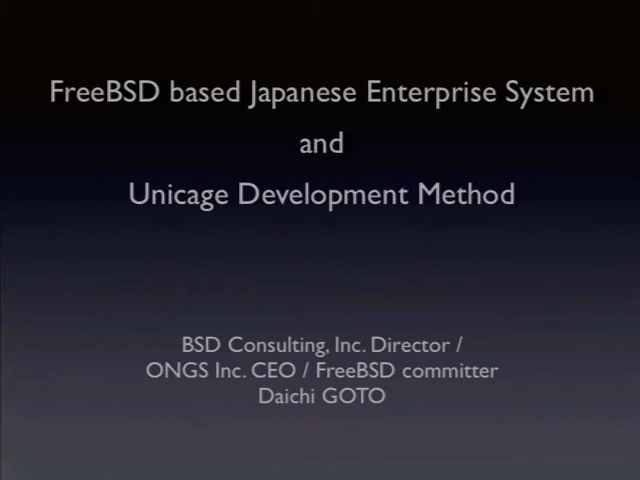 FreeBSD based Japanese Enterprise System
and
Unicage Development Method
BSD Consulting, Inc. Director /
ONGS Inc. CEO / FreeBSD committer
Daichi GOTO